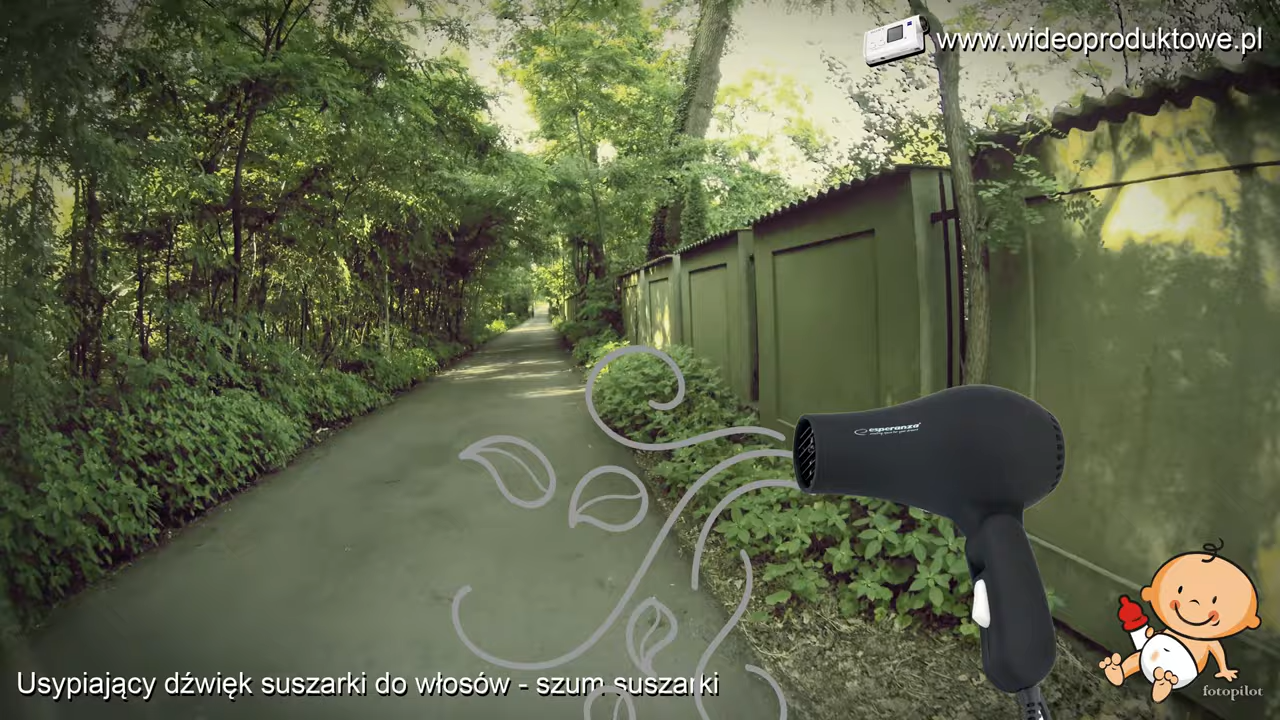 www.wideoproduktowe.pl
esperanza
Usypiający dźwięk suszarki do włosów - szum suszarki
fotopilot